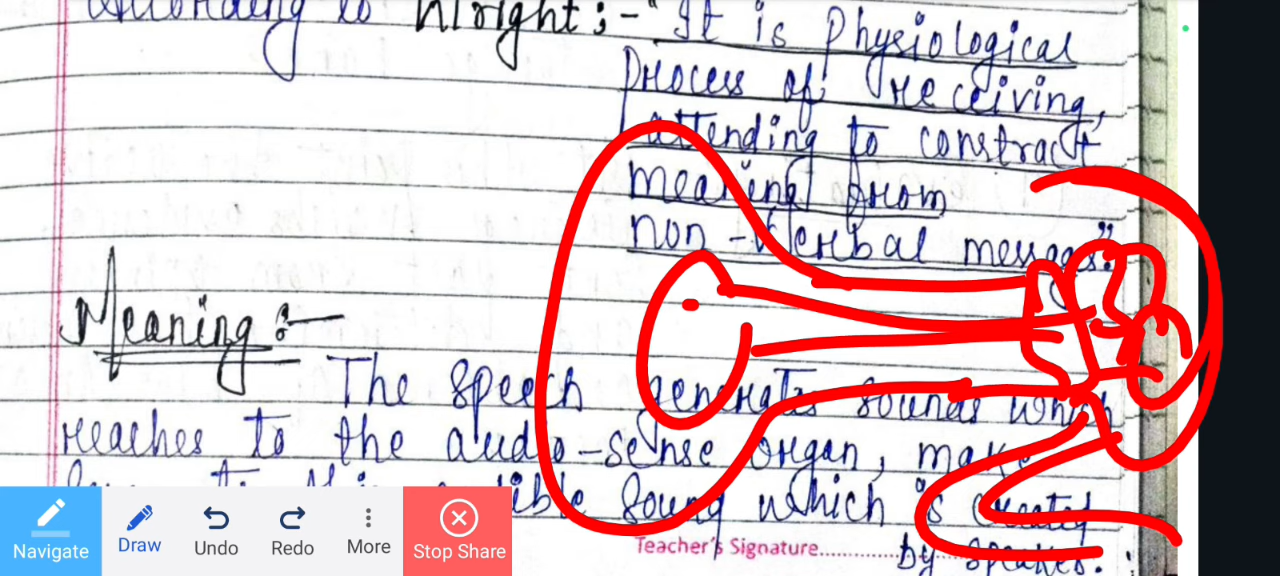 According to Wright :- "It is Physiological
Process of receiving,
attending to constract
meaning from
non-verbal messages".
Meaning :-
The speech generates sounds which
reaches to the audio-sense organ, make
sound which is created
by speaker.
Teacher's Signature
Navigate
Draw
Undo
Redo
More
Stop Share